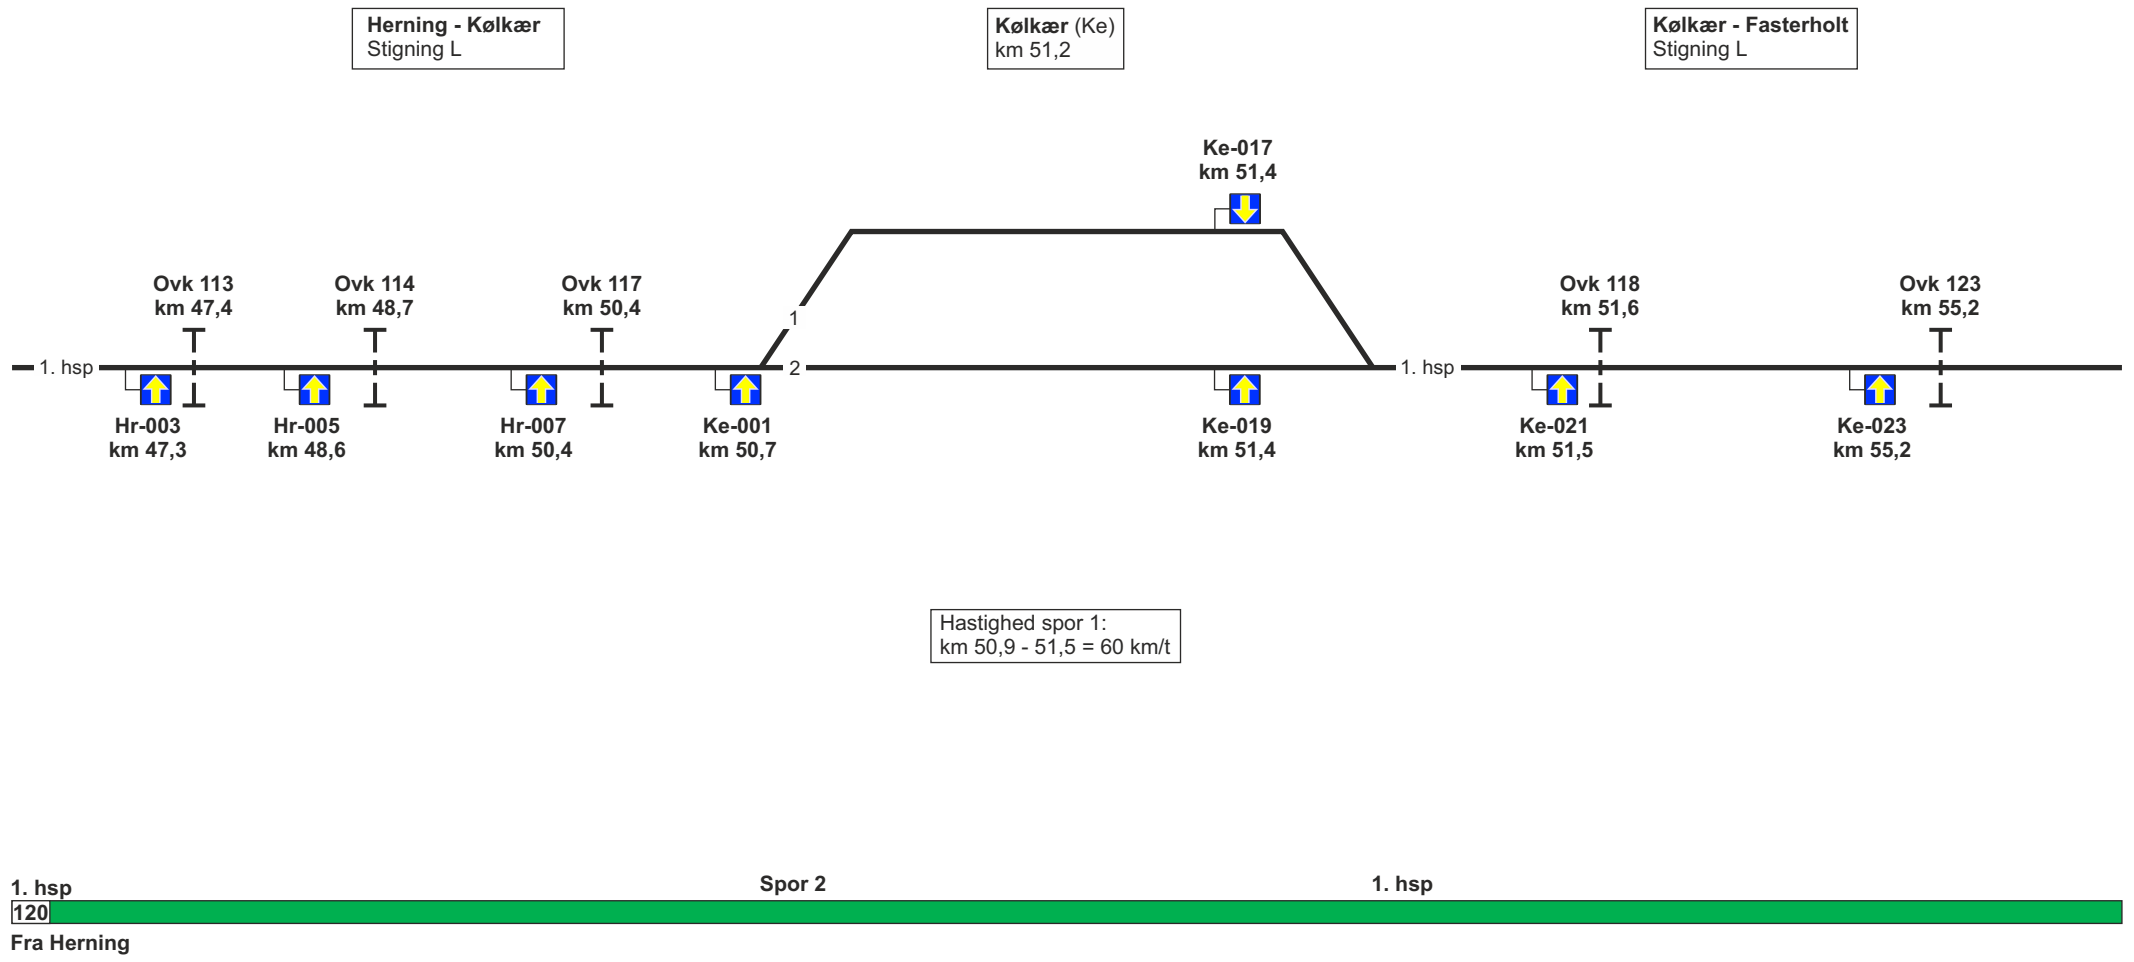 Herning - Kølkær
Stigning L
Kølkær (Ke)
km 51,2
Kølkær - Fasterholt
Stigning L
Ke-017
km 51,4
Ovk 113
km 47,4
Ovk 114
km 48,7
Ovk 117
km 50,4
Ovk 118
km 51,6
Ovk 123
km 55,2
1
1. hsp
2
1. hsp
Hr-003
km 47,3
Hr-005
km 48,6
Hr-007
km 50,4
Ke-001
km 50,7
Ke-019
km 51,4
Ke-021
km 51,5
Ke-023
km 55,2
Hastighed spor 1:
km 50,9 - 51,5 = 60 km/t
1. hsp
Spor 2
1. hsp
120
Fra Herning